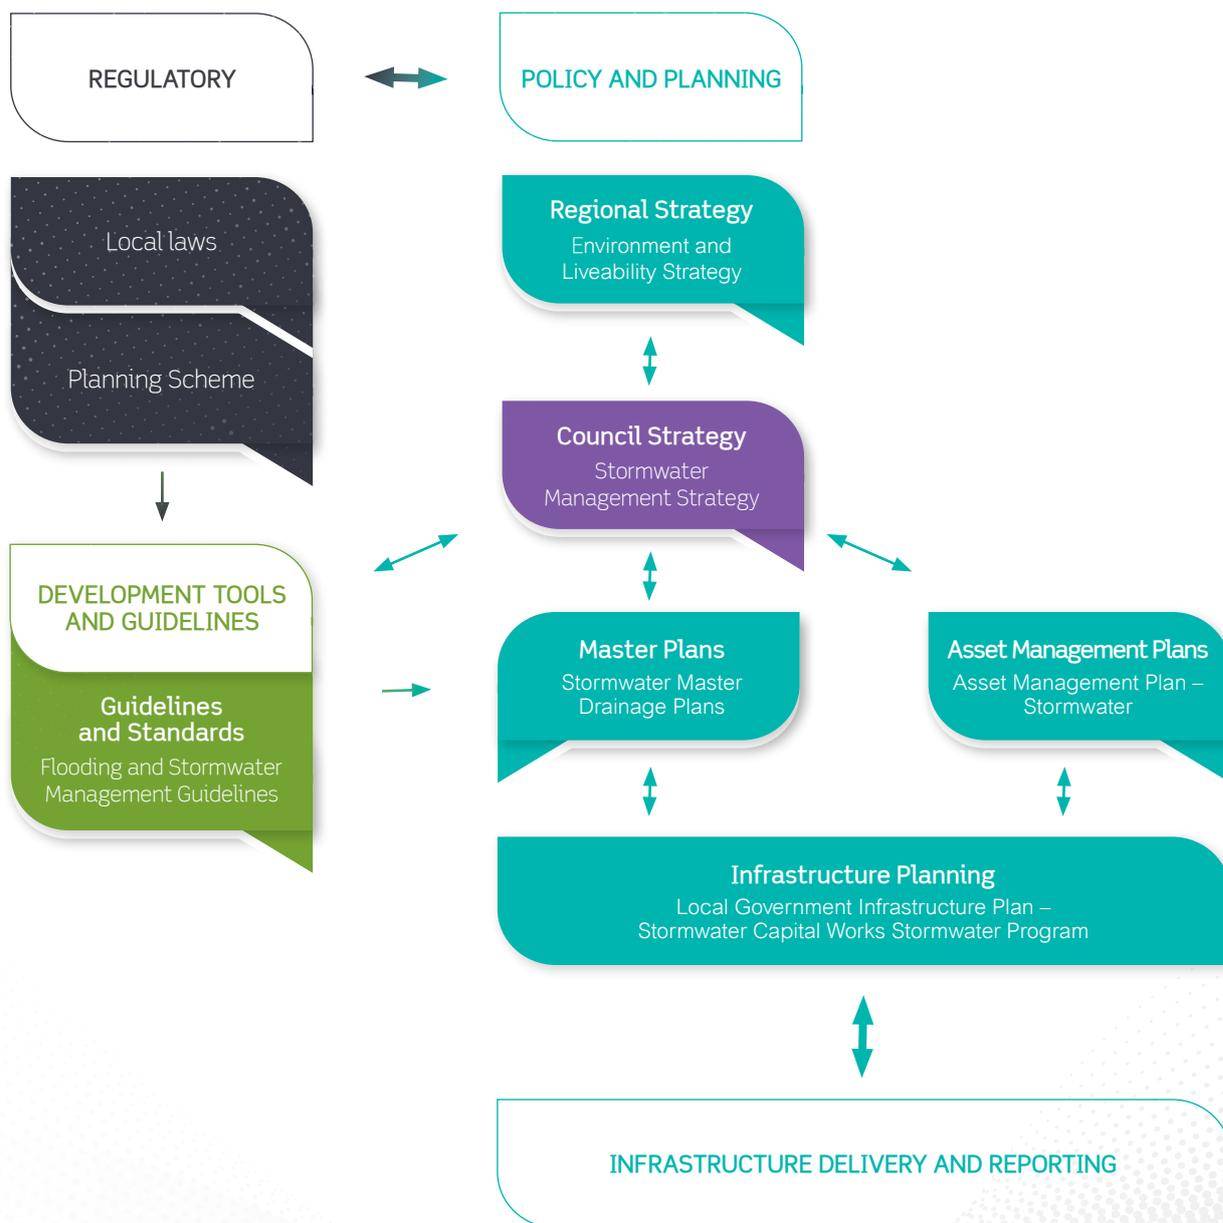 REGULATORY
POLICY AND PLANNING
Local laws
Planning Scheme
Regional Strategy
Environment and
Liveability Strategy
Council Strategy
Stormwater
Management Strategy
DEVELOPMENT TOOLS
AND GUIDELINES
Guidelines
and Standards
Flooding and Stormwater
Management Guidelines
Master Plans
Stormwater Master
Drainage Plans
Asset Management Plans
Asset Management Plan –
Stormwater
Infrastructure Planning
Local Government Infrastructure Plan –
Stormwater Capital Works Stormwater Program
INFRASTRUCTURE DELIVERY AND REPORTING